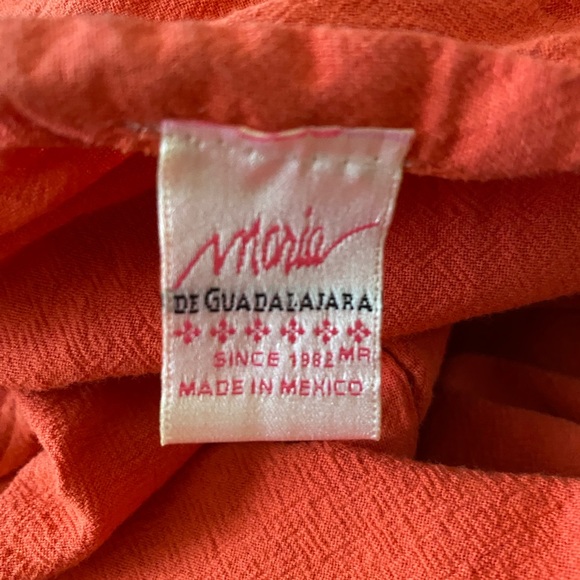 Maria
DE GUADALAJARA
SINCE 1982 MR
MADE IN MEXICO